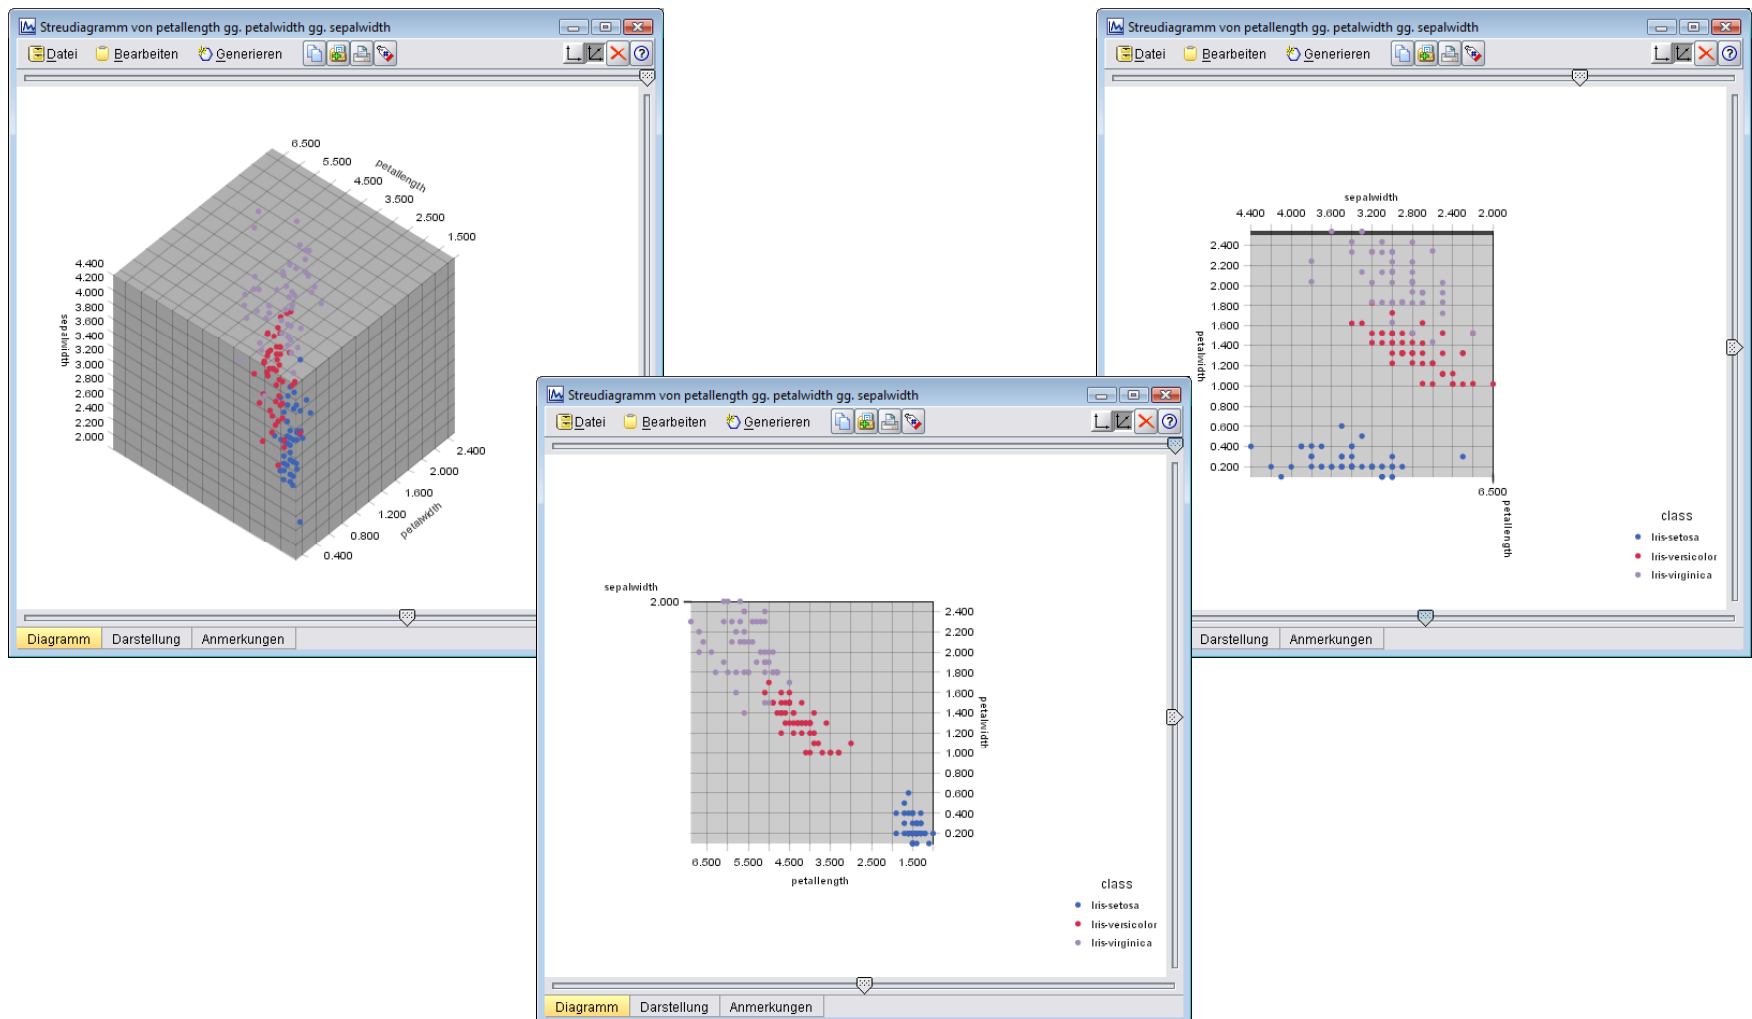 Streudiagramm von petallength gg. petalwidth gg. sepalwidth
Datei Bearbeiten Generieren
6.500
5.500
petallength
4.500
3.500
2.500
1.500
4.400
4.200
4.000
3.800
3.600
3.400
3.200
3.000
2.800
2.600
2.400
2.200
2.000
sepalwidth
2.400
2.000
1.600
1.200
0.800
0.400
petalwidth
Diagramm Darstellung Anmerkungen
Streudiagramm von petallength gg. petalwidth gg. sepalwidth
Datei Bearbeiten Generieren
sepalwidth
4.400 4.000 3.600 3.200 2.800 2.400 2.000
2.400
2.200
2.000
1.800
1.600
1.400
1.200
1.000
0.800
0.600
0.400
0.200
petalwidth
6.500
petallength
class
Iris-setosa
Iris-versicolor
Iris-virginica
Darstellung Anmerkungen
Streudiagramm von petallength gg. petalwidth gg. sepalwidth
Datei Bearbeiten Generieren
sepalwidth
2.000
2.400
2.200
2.000
1.800
1.600
1.400
1.200
1.000
0.800
0.600
0.400
0.200
petalwidth
6.500 5.500 4.500 3.500 2.500 1.500
petallength
class
Iris-setosa
Iris-versicolor
Iris-virginica
Diagramm Darstellung Anmerkungen